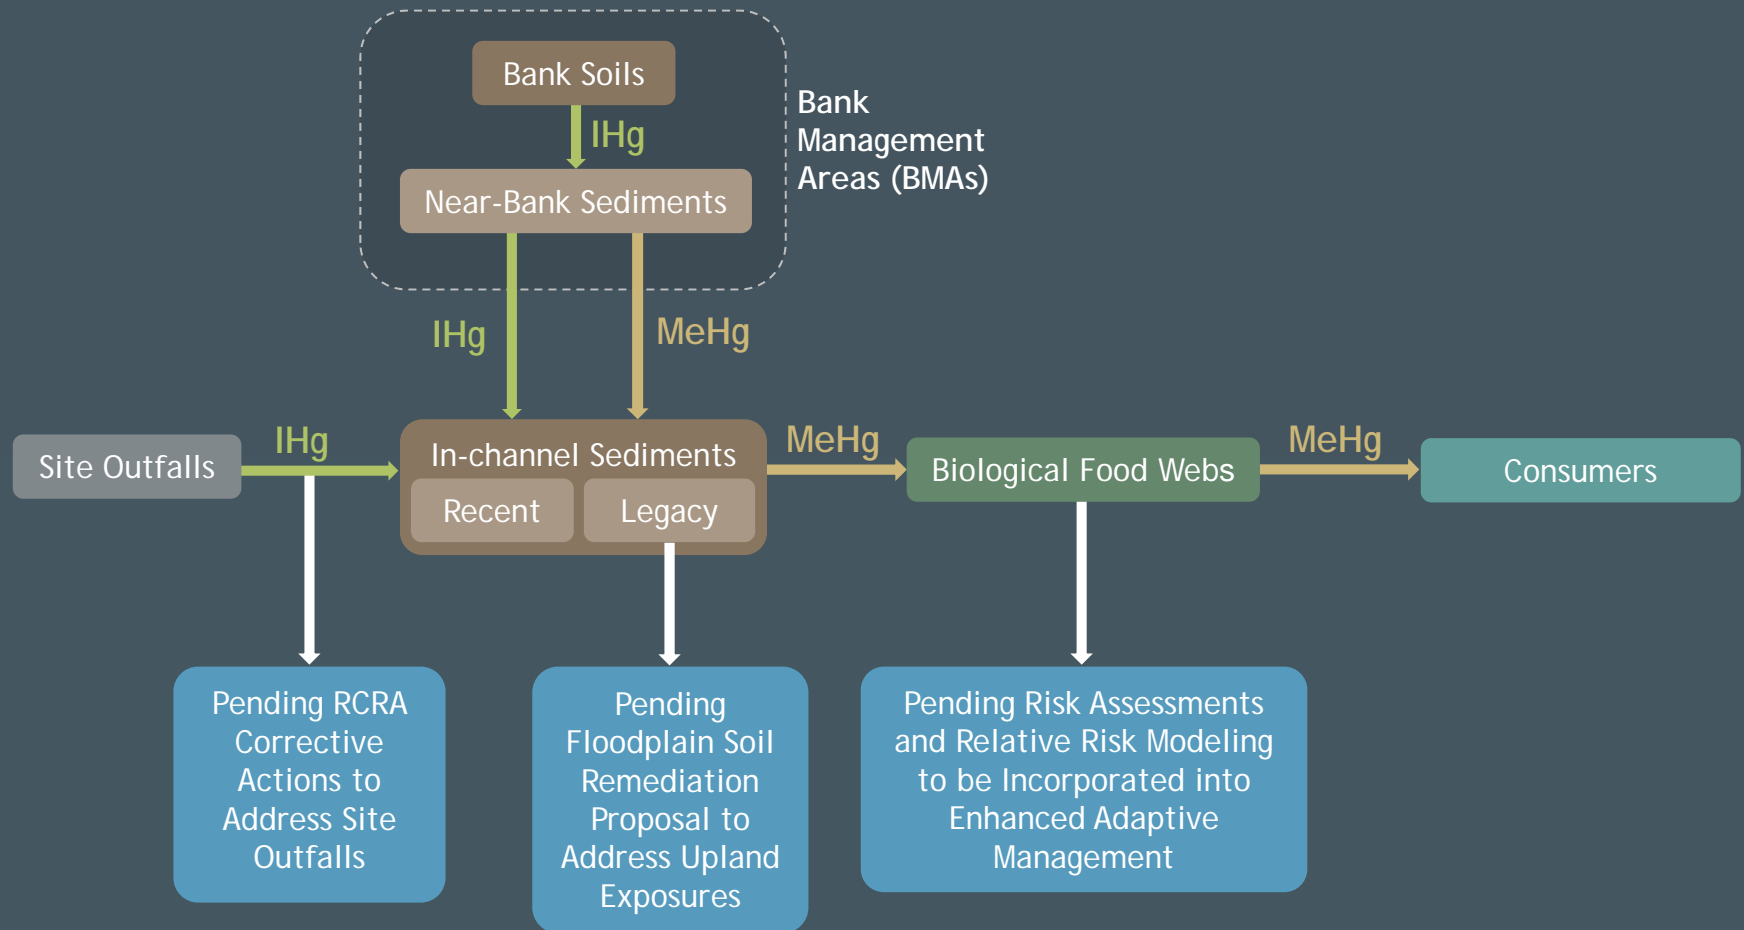 Bank Soils
IHg
Near-Bank Sediments
Bank
Management
Areas (BMAs)
IHg
MeHg
Site Outfalls
IHg
In-channel Sediments
Recent
Legacy
MeHg
Biological Food Webs
MeHg
Consumers
Pending RCRA
Corrective
Actions to
Address Site
Outfalls
Pending
Floodplain Soil
Remediation
Proposal to
Address Upland
Exposures
Pending Risk Assessments
and Relative Risk Modeling
to be Incorporated into
Enhanced Adaptive
Management